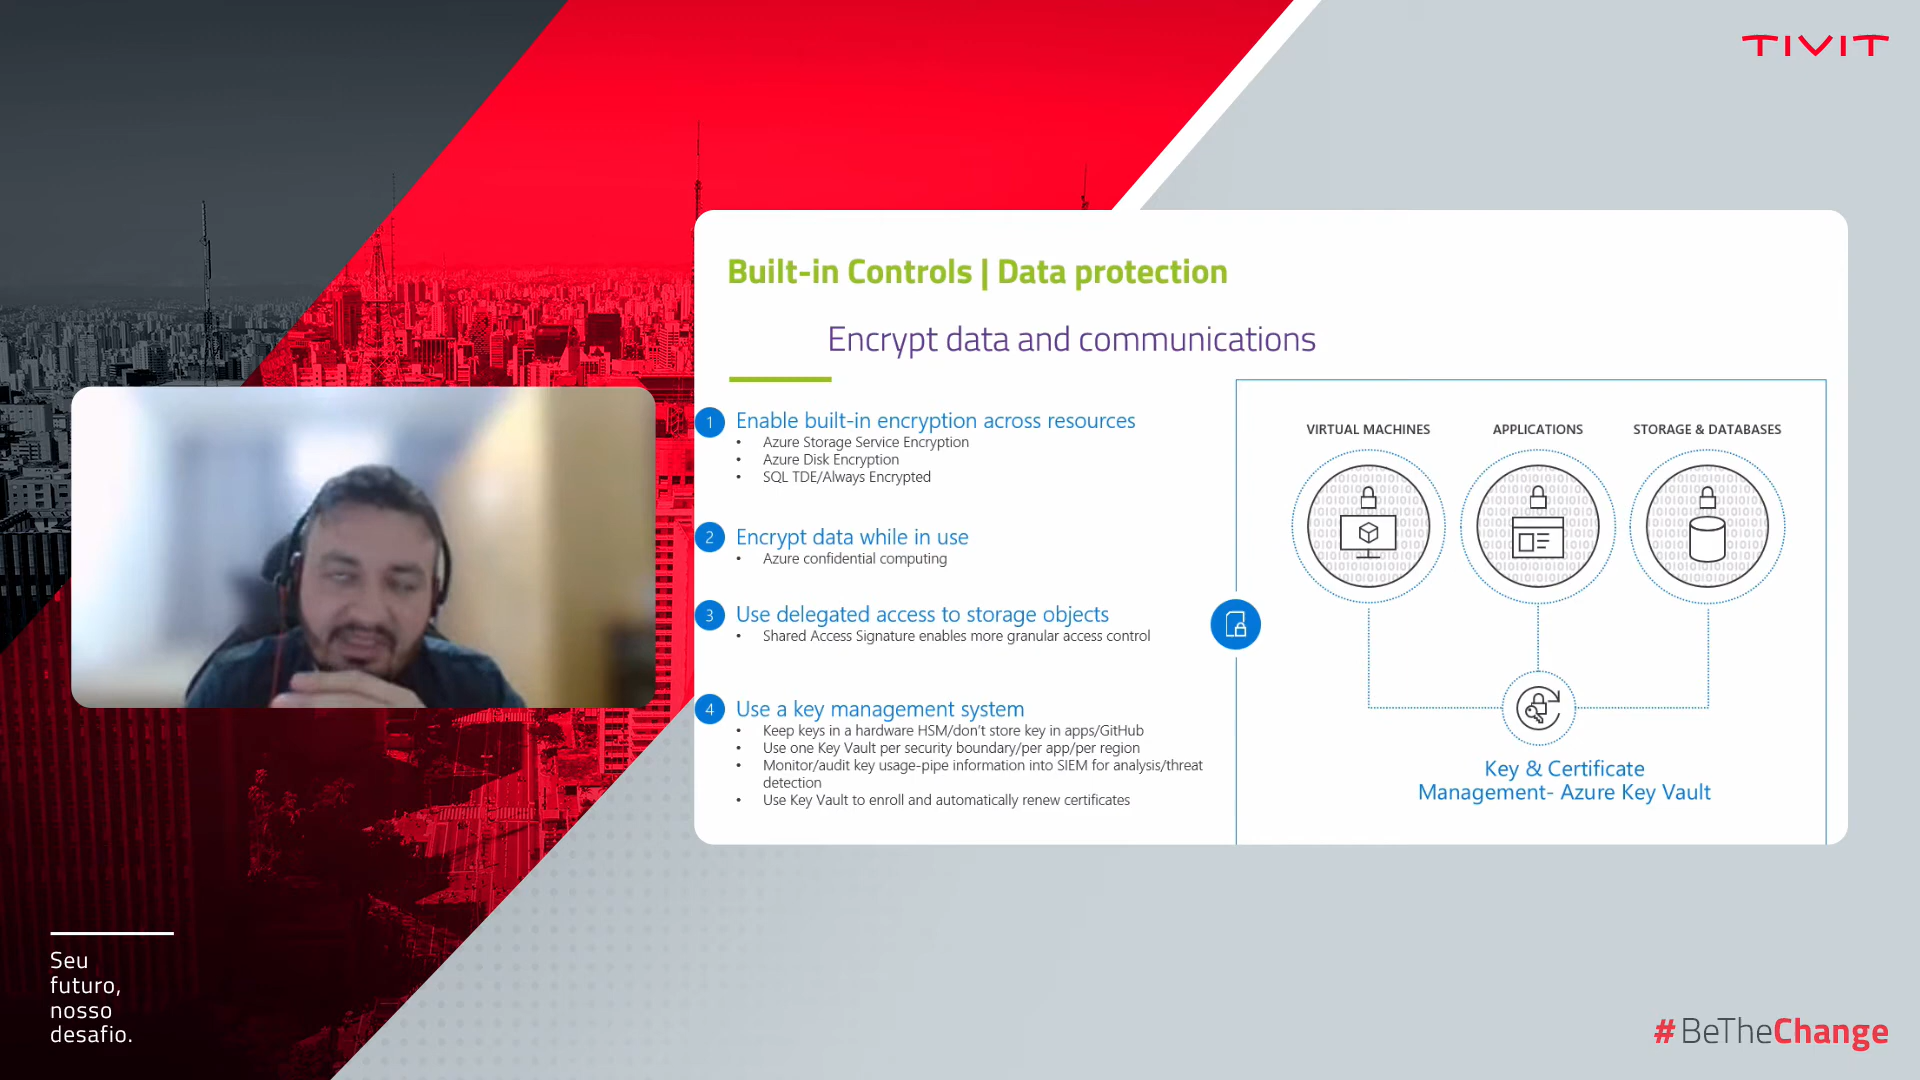 TIVIT
Built-in Controls | Data protection
Encrypt data and communications
1 Enable built-in encryption across resources
• Azure Storage Service Encryption
• Azure Disk Encryption
• SQL TDE/Always Encrypted
2 Encrypt data while in use
• Azure confidential computing
3 Use delegated access to storage objects
• Shared Access Signature enables more granular access control
4 Use a key management system
• Keep keys in a hardware HSM/don't store key in apps/GitHub
• Use one Key Vault per security boundary/per app/per region
• Monitor/audit key usage-pipe information into SIEM for analysis/threat
detection
• Use Key Vault to enroll and automatically renew certificates
VIRTUAL MACHINES
APPLICATIONS
STORAGE & DATABASES
Key & Certificate
Management- Azure Key Vault
Seu
futuro,
nosso
desafio.
#BeTheChange